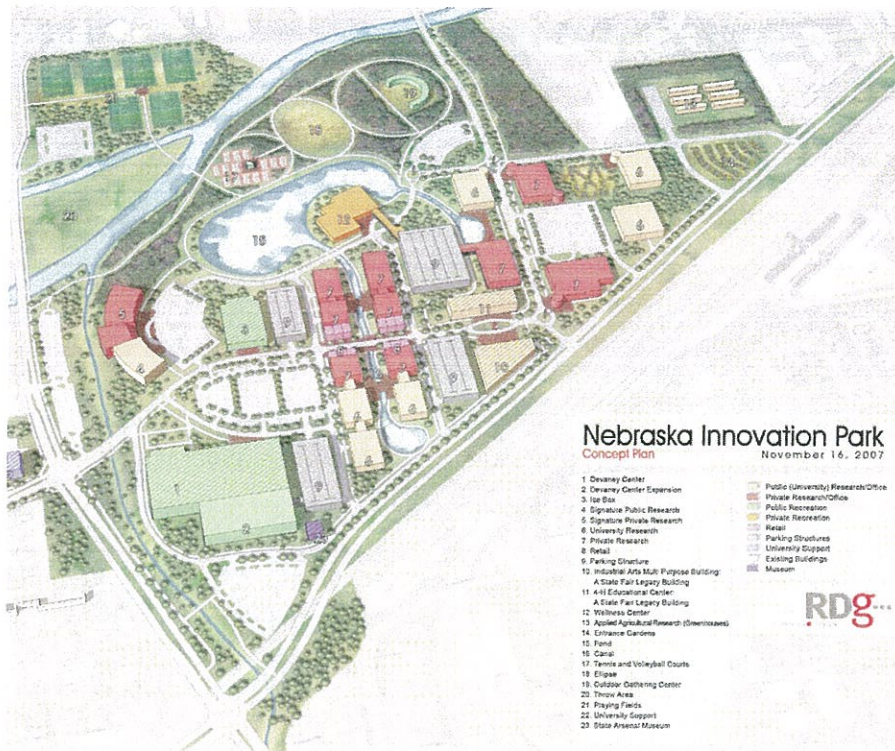 Nebraska Innovation Park
Concept Plan
November 16, 2007
1 Devaney Center
2 Devaney Center Expansion
3 Ice Box
4 Signature Public Research
5 Signature Private Research
6 University Research
7 Private Research
8 Retail
9 Parking Structure
10 Industrial Arts Multi Purpose Building:
A State Fair Legacy Building
11 4-H Educational Center:
A State Fair Legacy Building
12 Wellness Center
13 Applied Agricultural Research (Greenhouses)
14 Entrance Gardens
15 Pond
16 Canal
17 Tennis and Volleyball Courts
18 Ellipse
19 Outdoor Gathering Center
20 Throw Area
21 Playing Fields
22 University Support
23 State Arsenal Museum
Public (University) Research/Office
Private Research/Office
Public Recreation
Private Recreation
Retail
Parking Structures
University Support
Existing Buildings
Museum
RDg